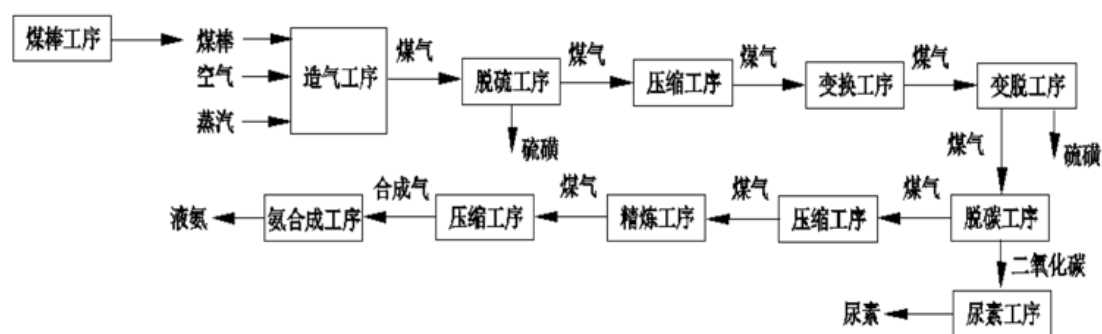 煤棒工序
煤棒
空气
蒸汽
造气工序
煤气
脱硫工序
硫磺
煤气
压缩工序
煤气
变换工序
煤气
变脱工序
硫磺
煤气
脱碳工序
二氧化碳
尿素工序
尿素
煤气
压缩工序
煤气
精炼工序
煤气
压缩工序
合成气
氨合成工序
液氨